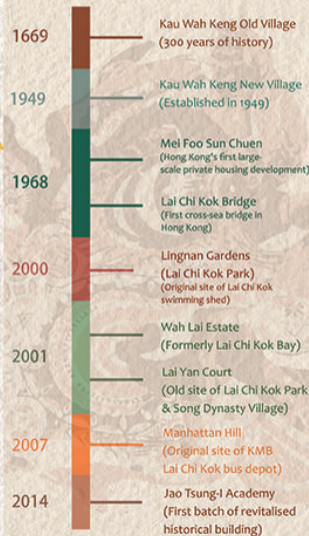 1669
Kau Wah Keng Old Village
(300 years of history)
1949
Kau Wah Keng New Village
(Established in 1949)
1968
Mei Foo Sun Chuen
(Hong Kong's first large-
scale private housing development)
Lai Chi Kok Bridge
(First cross-sea bridge in
Hong Kong)
2000
Lingnan Gardens
(Lai Chi Kok Park)
(Original site of Lai Chi Kok
swimming shed)
2001
Wah Lai Estate
(Formerly Lai Chi Kok Bay)
Lai Yan Court
(Old site of Lai Chi Kok Park
& Song Dynasty Village)
2007
Manhattan Hill
(Original site of KMB
Lai Chi Kok bus depot)
2014
Jao Tsung-I Academy
(First batch of revitalised
historical building)